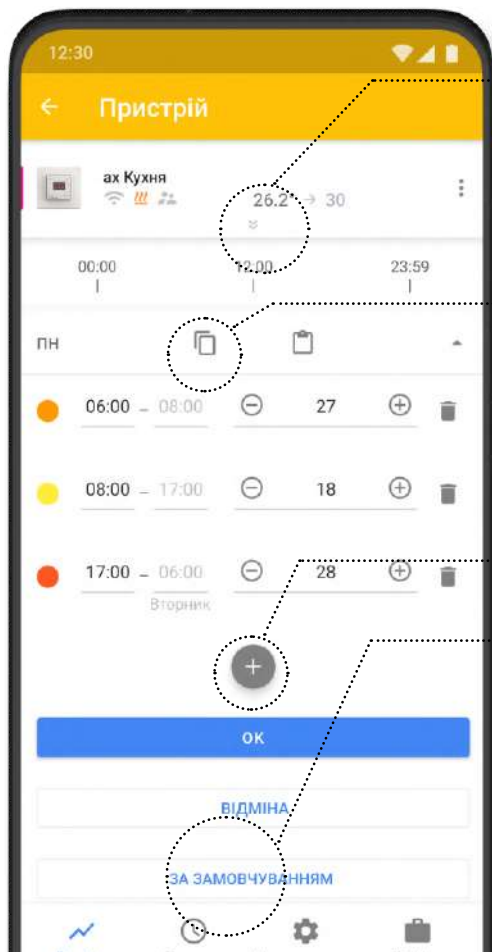 12:30
Пристрій
ax Кухня
26.2° → 30
00:00 12:00 23:59
ПН
06:00 – 08:00 27
08:00 – 17:00 18
17:00 – 06:00 28
Вторник
ОК
ВІДМІНА
ЗА ЗАМОВЧУВАННЯМ